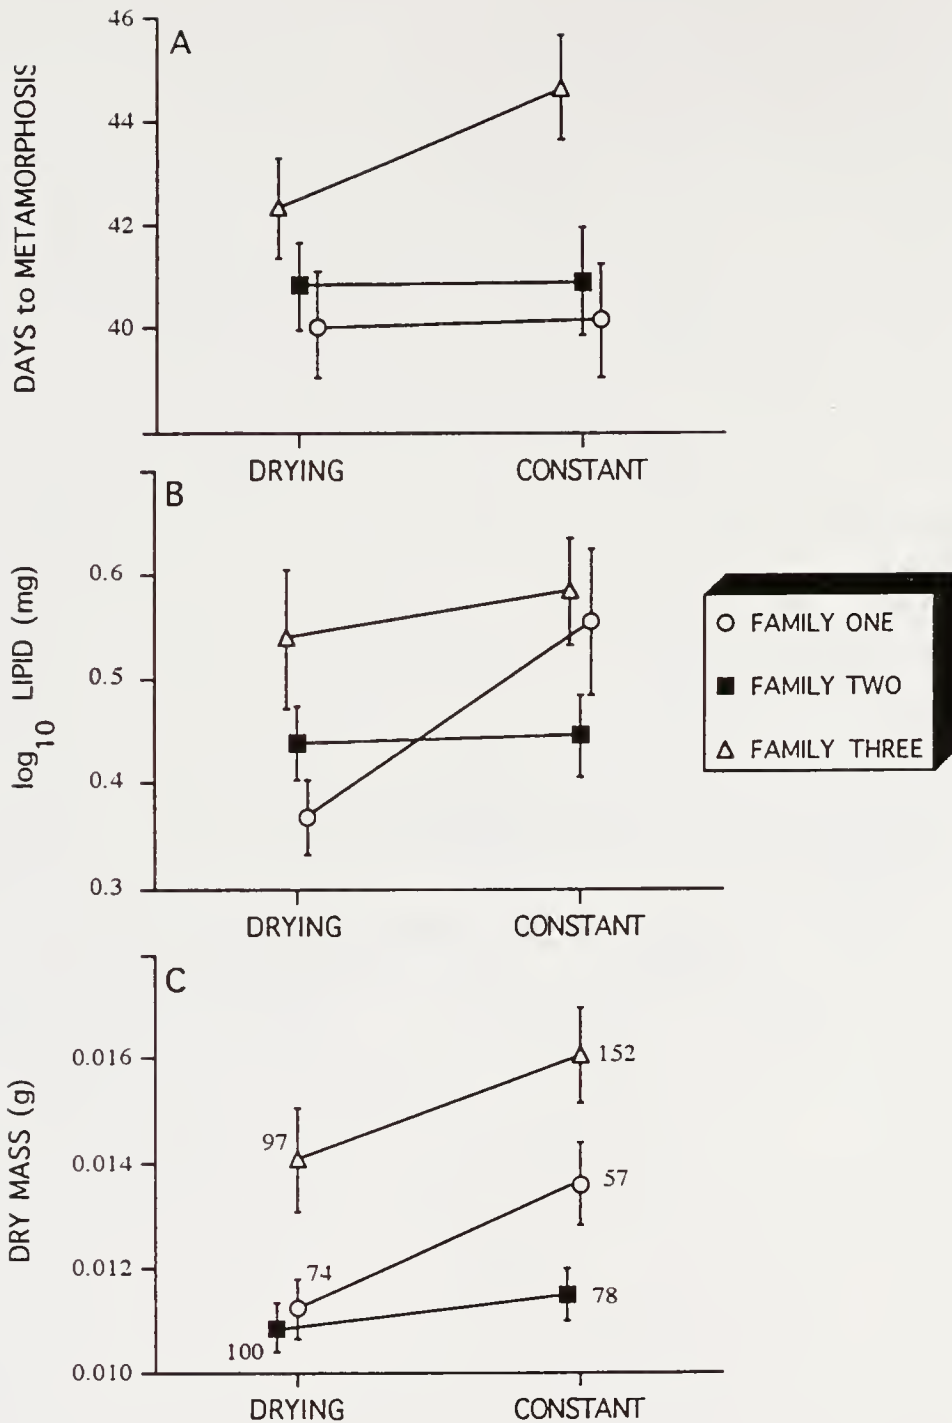 46
A
44
42
40
DAYS to METAMORPHOSIS
DRYING CONSTANT
B
0.6
0.5
0.4
0.3
log10 LIPID (mg)
DRYING CONSTANT
FAMILY ONE
FAMILY TWO
FAMILY THREE
C
0.016
0.014
0.012
0.010
DRY MASS (g)
152
97
57
74
78
100
DRYING CONSTANT